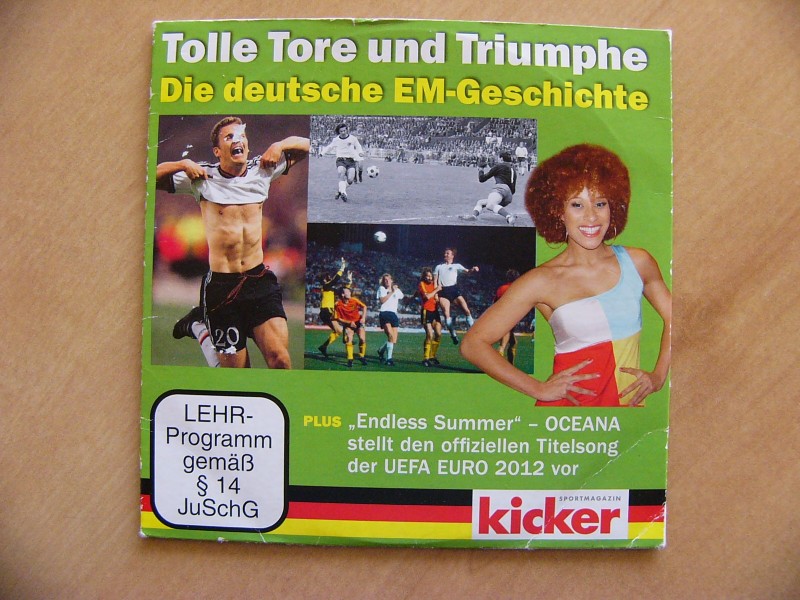 Tolle Tore und Triumphe
Die deutsche EM-Geschichte
20
PLUS „Endless Summer“ – OCEANA
stellt den offiziellen Titelsong
der UEFA EURO 2012 vor
LEHR-
Programm
gemäß
§ 14
JuSchG
SPORTMAGAZIN
kicker